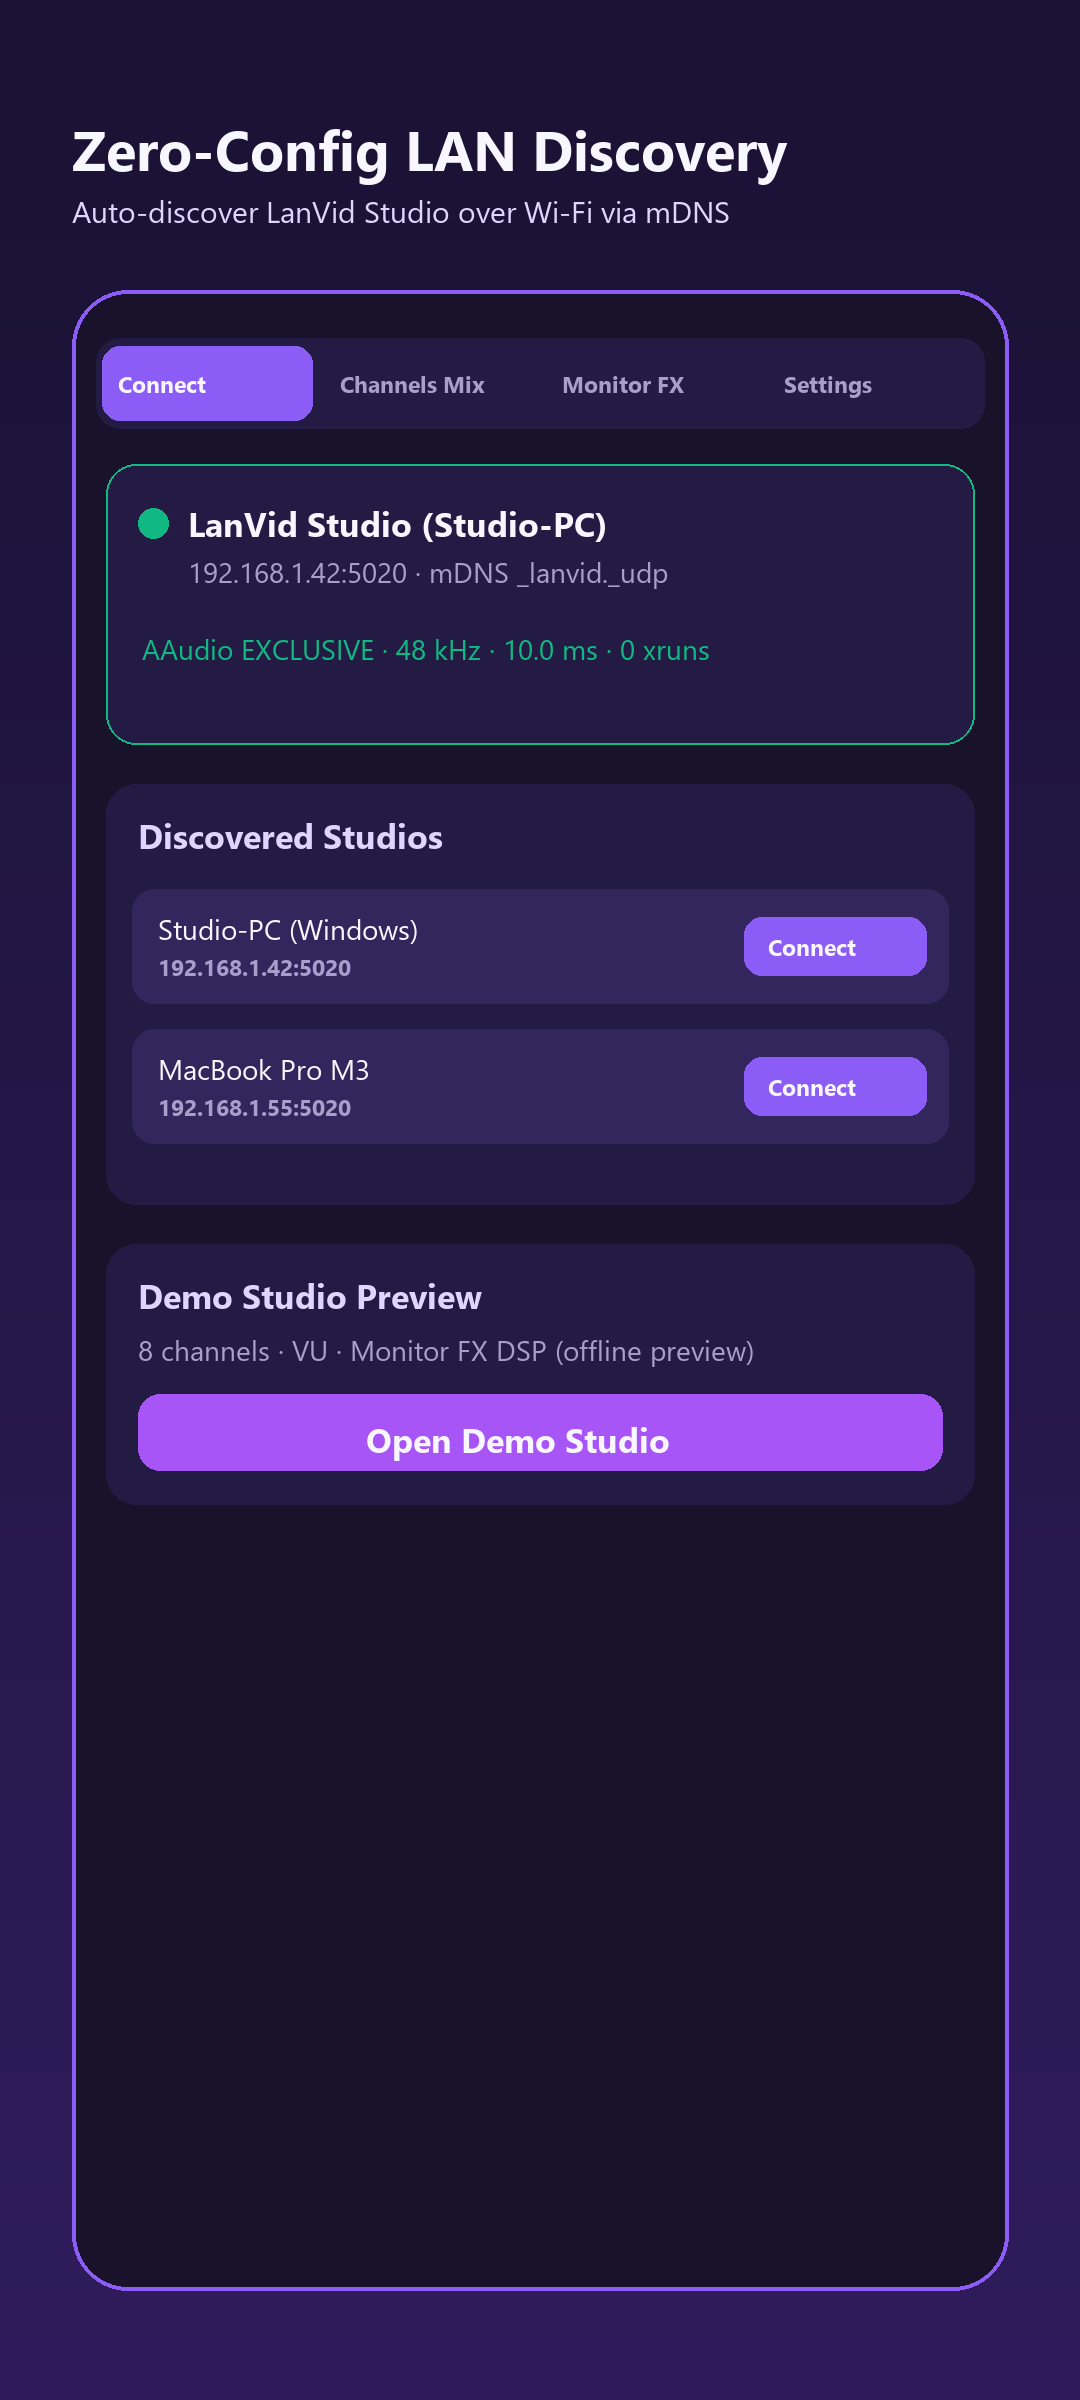 Zero-Config LAN Discovery
Auto-discover LanVid Studio over Wi-Fi via mDNS
Connect
Channels Mix
Monitor FX
Settings
LanVid Studio (Studio-PC)
192.168.1.42:5020 · mDNS _lanvid._udp
AAudio EXCLUSIVE · 48 kHz · 10.0 ms · 0 xruns
Discovered Studios
Studio-PC (Windows)
192.168.1.42:5020
Connect
MacBook Pro M3
192.168.1.55:5020
Connect
Demo Studio Preview
8 channels · VU · Monitor FX DSP (offline preview)
Open Demo Studio